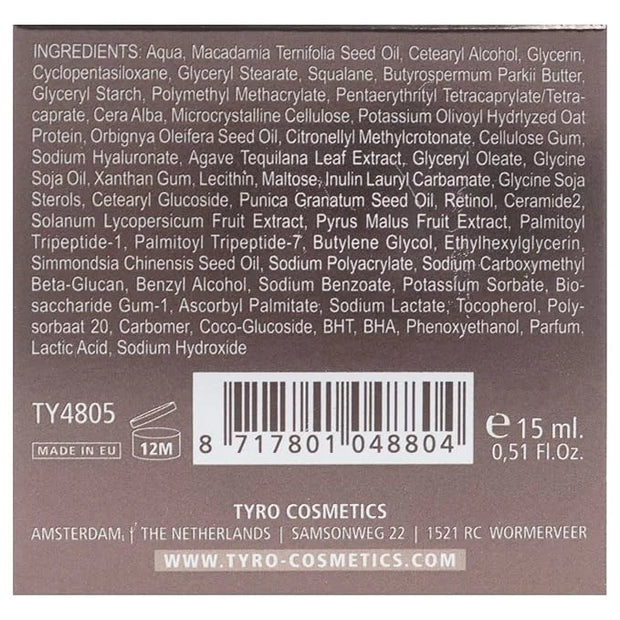 INGREDIENTS: Aqua, Macadamia Ternifolia Seed Oil, Cetearyl Alcohol, Glycerin,
Cyclopentasiloxane, Glyceryl Stearate, Squalane, Butyrospermum Parkii Butter,
Glyceryl Starch, Polymethyl Methacrylate, Pentaerythrityl Tetracaprylate/Tetra-
caprate, Cera Alba, Microcrystalline Cellulose, Potassium Olivoyl Hydrlyzed Oat
Protein, Orbignya Oleifera Seed Oil, Citronellyl Methylcrotonate, Cellulose Gum,
Sodium Hyaluronate, Agave Tequilana Leaf Extract, Glyceryl Oleate, Glycine
Soja Oil, Xanthan Gum, Lecithin, Maltose, Inulin Lauryl Carbamate, Glycine Soja
Sterols, Cetearyl Glucoside, Punica Granatum Seed Oil, Retinol, Ceramide2,
Solanum Lycopersicum Fruit Extract, Pyrus Malus Fruit Extract, Palmitoyl
Tripeptide-1, Palmitoyl Tripeptide-7, Butylene Glycol, Ethylhexylglycerin,
Simmondsia Chinensis Seed Oil, Sodium Polyacrylate, Sodium Carboxymethyl
Beta-Glucan, Benzyl Alcohol, Sodium Benzoate, Potassium Sorbate, Bio-
saccharide Gum-1, Ascorbyl Palmitate, Sodium Lactate, Tocopherol, Poly-
sorbaat 20, Carbomer, Coco-Glucoside, BHT, BHA, Phenoxyethanol, Parfum,
Lactic Acid, Sodium Hydroxide
TY4805
MADE IN EU
12M
8 717801 048804
e 15 ml.
0,51 Fl.Oz.
TYRO COSMETICS
AMSTERDAM, THE NETHERLANDS | SAMSONWEG 22 | 1521 RC WORMERVEER
WWW.TYRO-COSMETICS.COM